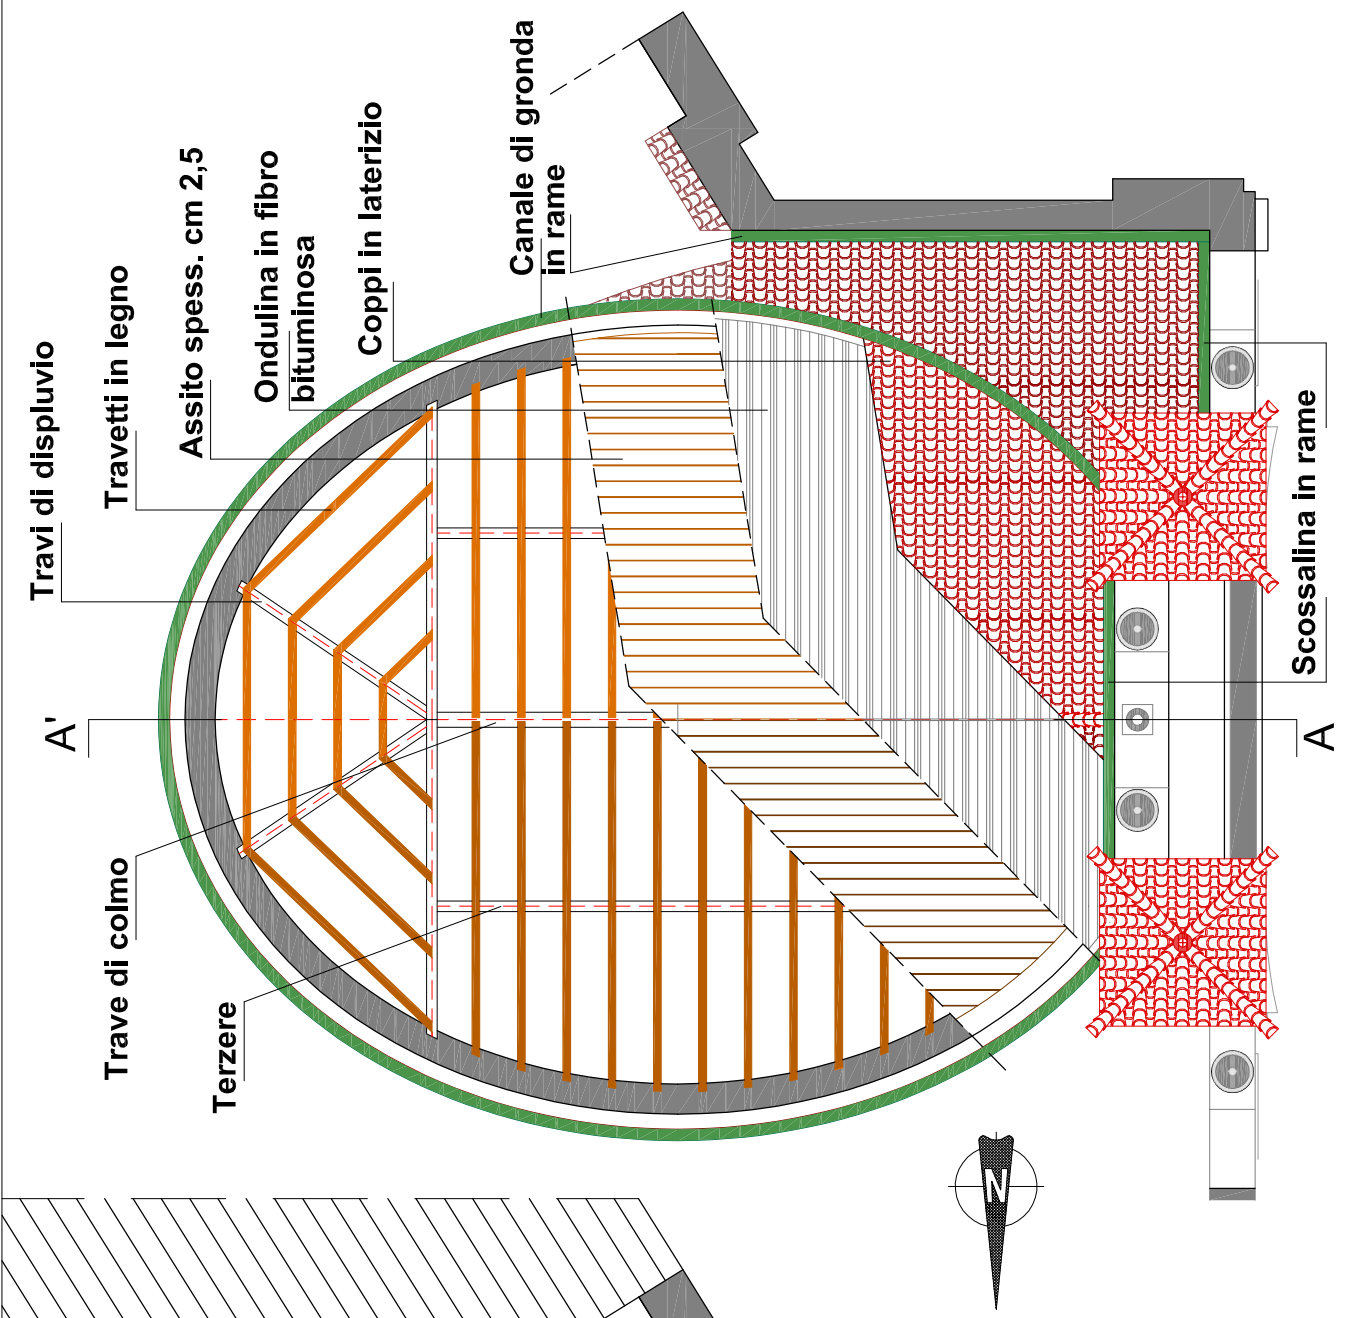 Travi di displuvio
Travetti in legno
Assito spess. cm 2,5
Ondulina in fibro
bituminosa
Coppi in laterizio
Canale di gronda
in rame
Scossalina in rame
A'
A
Trave di colmo
Terzere
N